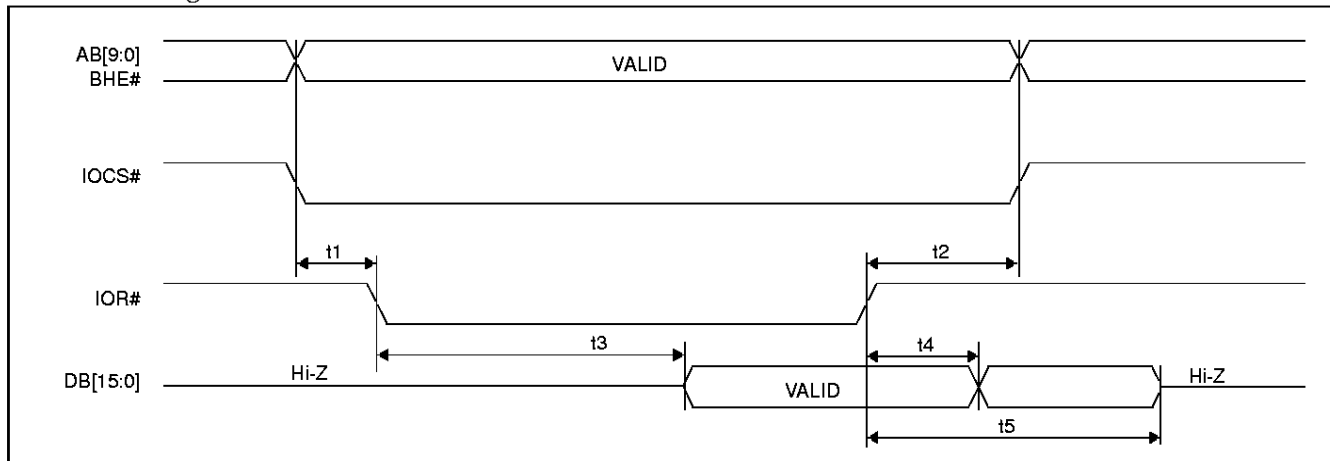 AB[9:0]
BHE#
VALID
IOCS#
t1
t2
IOR#
t3
t4
DB[15:0]
Hi-Z
VALID
Hi-Z
t5